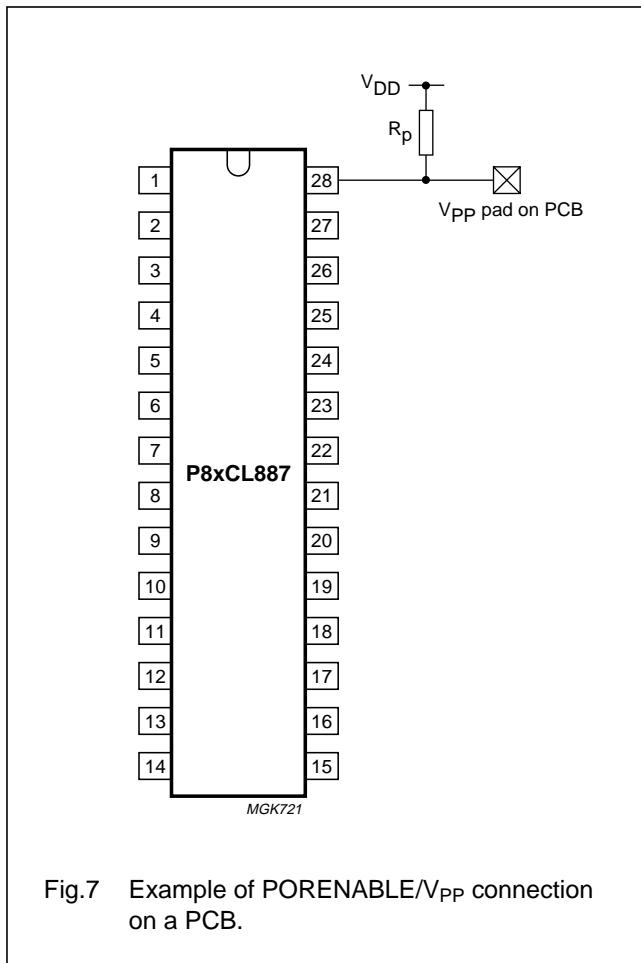 VDD
Rp
VPP pad on PCB
1 28
2 27
3 26
4 25
5 24
6 23
7 22
P8xCL887
8 21
9 20
10 19
11 18
12 17
13 16
14 15
MGK721
Fig.7 Example of PORENABLE/VPP connection
on a PCB.